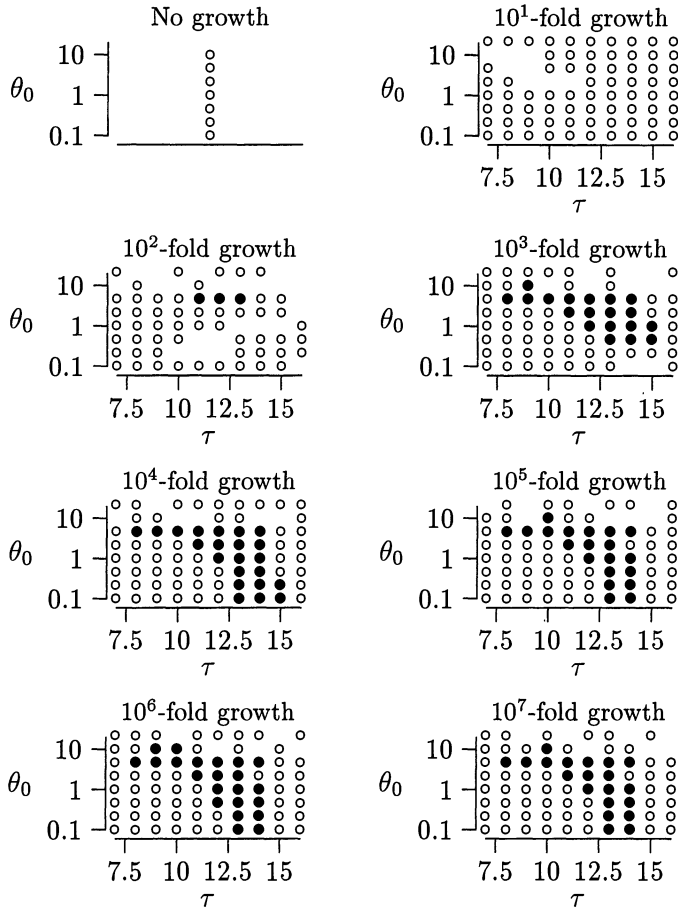 No growth
10
θ₀ 1
0.1
10¹-fold growth
10
θ₀ 1
0.1
7.5 10 12.5 15
τ
10²-fold growth
10
θ₀ 1
0.1
7.5 10 12.5 15
τ
10³-fold growth
10
θ₀ 1
0.1
7.5 10 12.5 15
τ
10⁴-fold growth
10
θ₀ 1
0.1
7.5 10 12.5 15
τ
10⁵-fold growth
10
θ₀ 1
0.1
7.5 10 12.5 15
τ
10⁶-fold growth
10
θ₀ 1
0.1
7.5 10 12.5 15
τ
10⁷-fold growth
10
θ₀ 1
0.1
7.5 10 12.5 15
τ